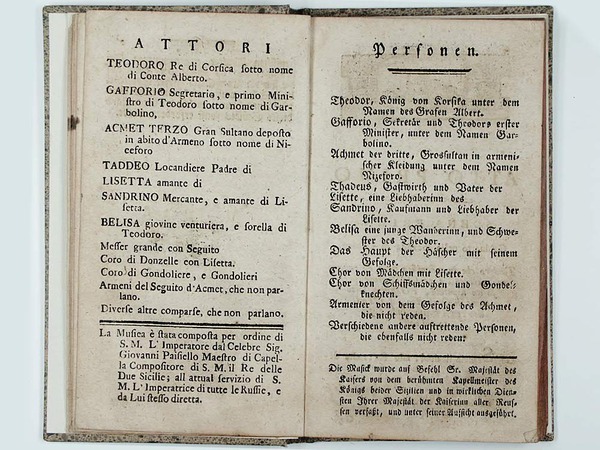 ATTORI
TEODORO Re di Corsica sotto nome
di Conte Alberto.
GAFFORIO Segretario, e primo Mini-
stro di Teodoro sotto nome di Gar-
bolino,
ACMET TERZO Gran Sultano deposto
in abito d'Armeno sotto nome di Ni-
ceforo
TADDEO Locandiere Padre di
LISETTA amante di
SANDRINO Mercante, e amante di Li-
setta.
BELISA giovine venturiera, e sorella di
Teodoro.
Messer grande con Seguito
Coro di Donzelle con Lisetta.
Coro di Gondoliere, e Gondolieri
Armeni del Seguito d'Acmet, che non par-
lano.
Diverse altre comparse, che non parlano.
La Musica è stata composta per ordine di
S. M. L' Imperatore dal Celebre Sig.
Giovanni Paisiello Maestro di Capel-
la Compositore di S. M. il Re delle
Due Sicilie; all attual servizio di S.
M. L' Imperatrice di tutte le Russie, e
da Lui stesso diretta.
Personen.
Theodor, König von Korsika unter dem
Namen des Grafen Albert.
Gafforio, Sekretär und Theodors erster
Minister, unter dem Namen Gar-
bolino.
Achmet der dritte, Grossultan in armeni-
scher Kleidung unter dem Namen
Nizeforo.
Thadeus, Gastwirth und Vater der
Lisette, eine Liebhaberinn des
Sandrino, Kaufmann und Liebhaber der
Lisette.
Belisa eine junge Wanderinn, und Schwe-
ster des Theodor.
Das Haupt der Häscher mit seinem
Gefolge.
Chor von Mädchen mit Lisette.
Chor von Schiffsmädchen und Gondel-
knechten.
Armenier von dem Gefolge des Achmet,
die nicht reden.
Verschiedene andere auftrettende Personen,
die ebenfalls nicht reden.
Die Musick wurde auf Befehl Sr. Majestät des
Kaisers von dem berühmten Kapellmeister des
Königs beider Sizilien und in wirklichen Dien-
sten Ihrer Majestät der Kaiserinn aller Reus-
sen verfaßt, und unter seiner Aufsicht ausgeführt.